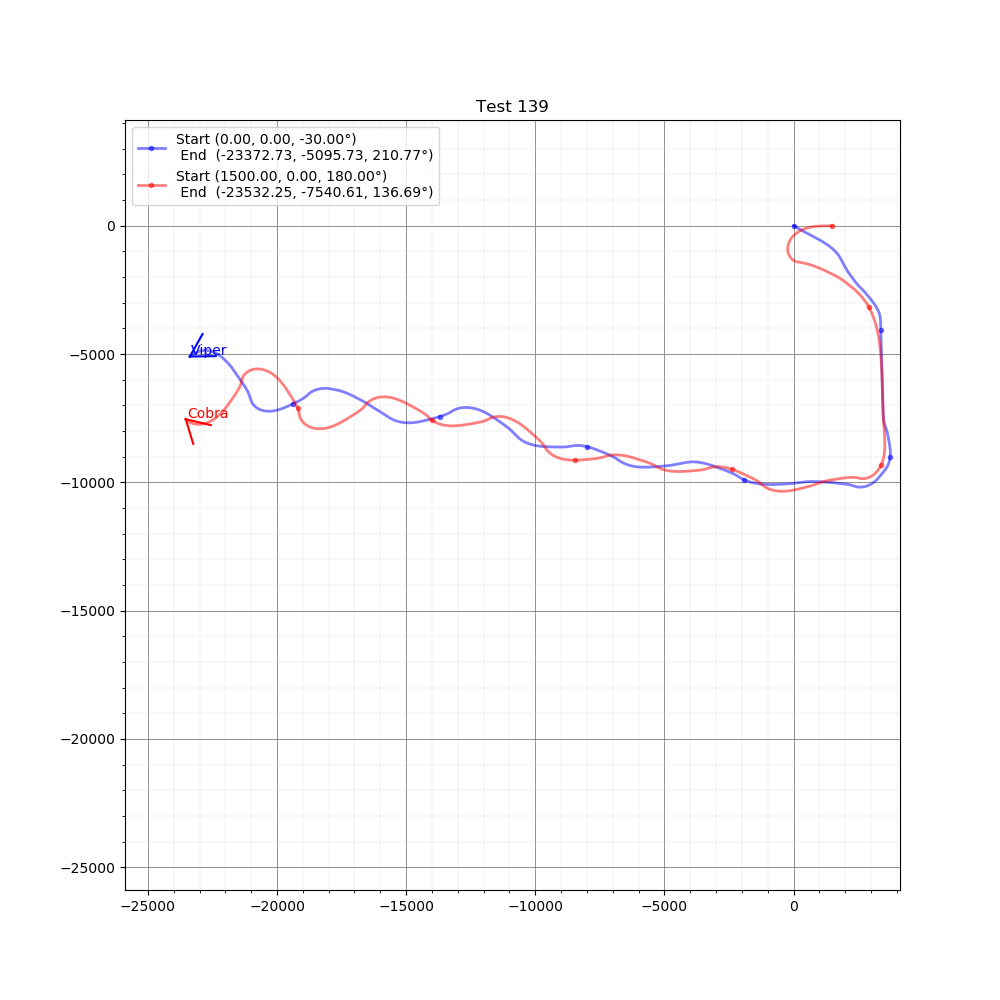 Test 139
Start (0.00, 0.00, -30.00°)
End  (-23372.73, -5095.73, 210.77°)
Start (1500.00, 0.00, 180.00°)
End  (-23532.25, -7540.61, 136.69°)
0
−5000
−10000
−15000
−20000
−25000
Viper
Cobra
−25000
−20000
−15000
−10000
−5000
0